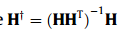 e H† = (HHᵀ)⁻¹H